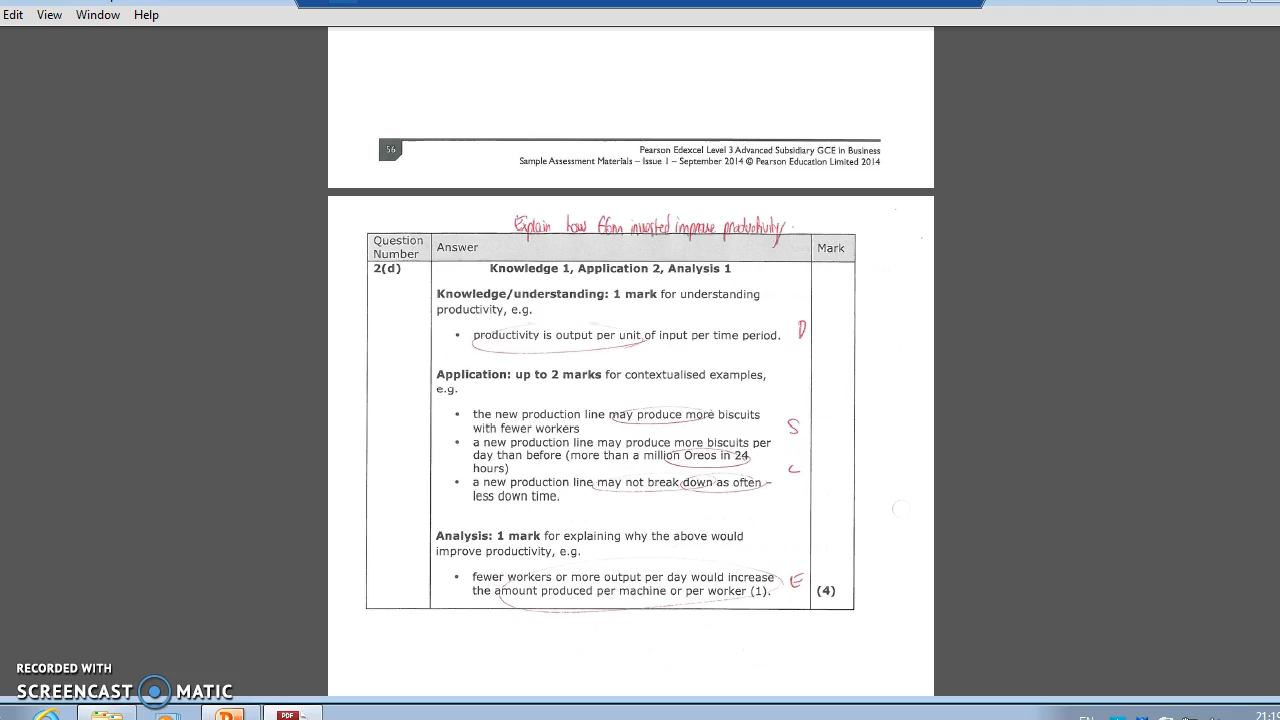 Edit View Window Help
56
Pearson Edexcel Level 3 Advanced Subsidiary GCE in Business
Sample Assessment Materials – Issue 1 – September 2014 © Pearson Education Limited 2014
Explain how £6m invested improve productivity
Question Number Answer Mark
2(d) Knowledge 1, Application 2, Analysis 1
Knowledge/understanding: 1 mark for understanding
productivity, e.g.
• productivity is output per unit of input per time period. D
Application: up to 2 marks for contextualised examples,
e.g.
• the new production line may produce more biscuits
with fewer workers S
• a new production line may produce more biscuits per
day than before (more than a million Oreos in 24
hours) C
• a new production line may not break down as often –
less down time.
Analysis: 1 mark for explaining why the above would
improve productivity, e.g.
• fewer workers or more output per day would increase E
the amount produced per machine or per worker (1). (4)
RECORDED WITH
SCREENCAST MATIC
PDF
EN